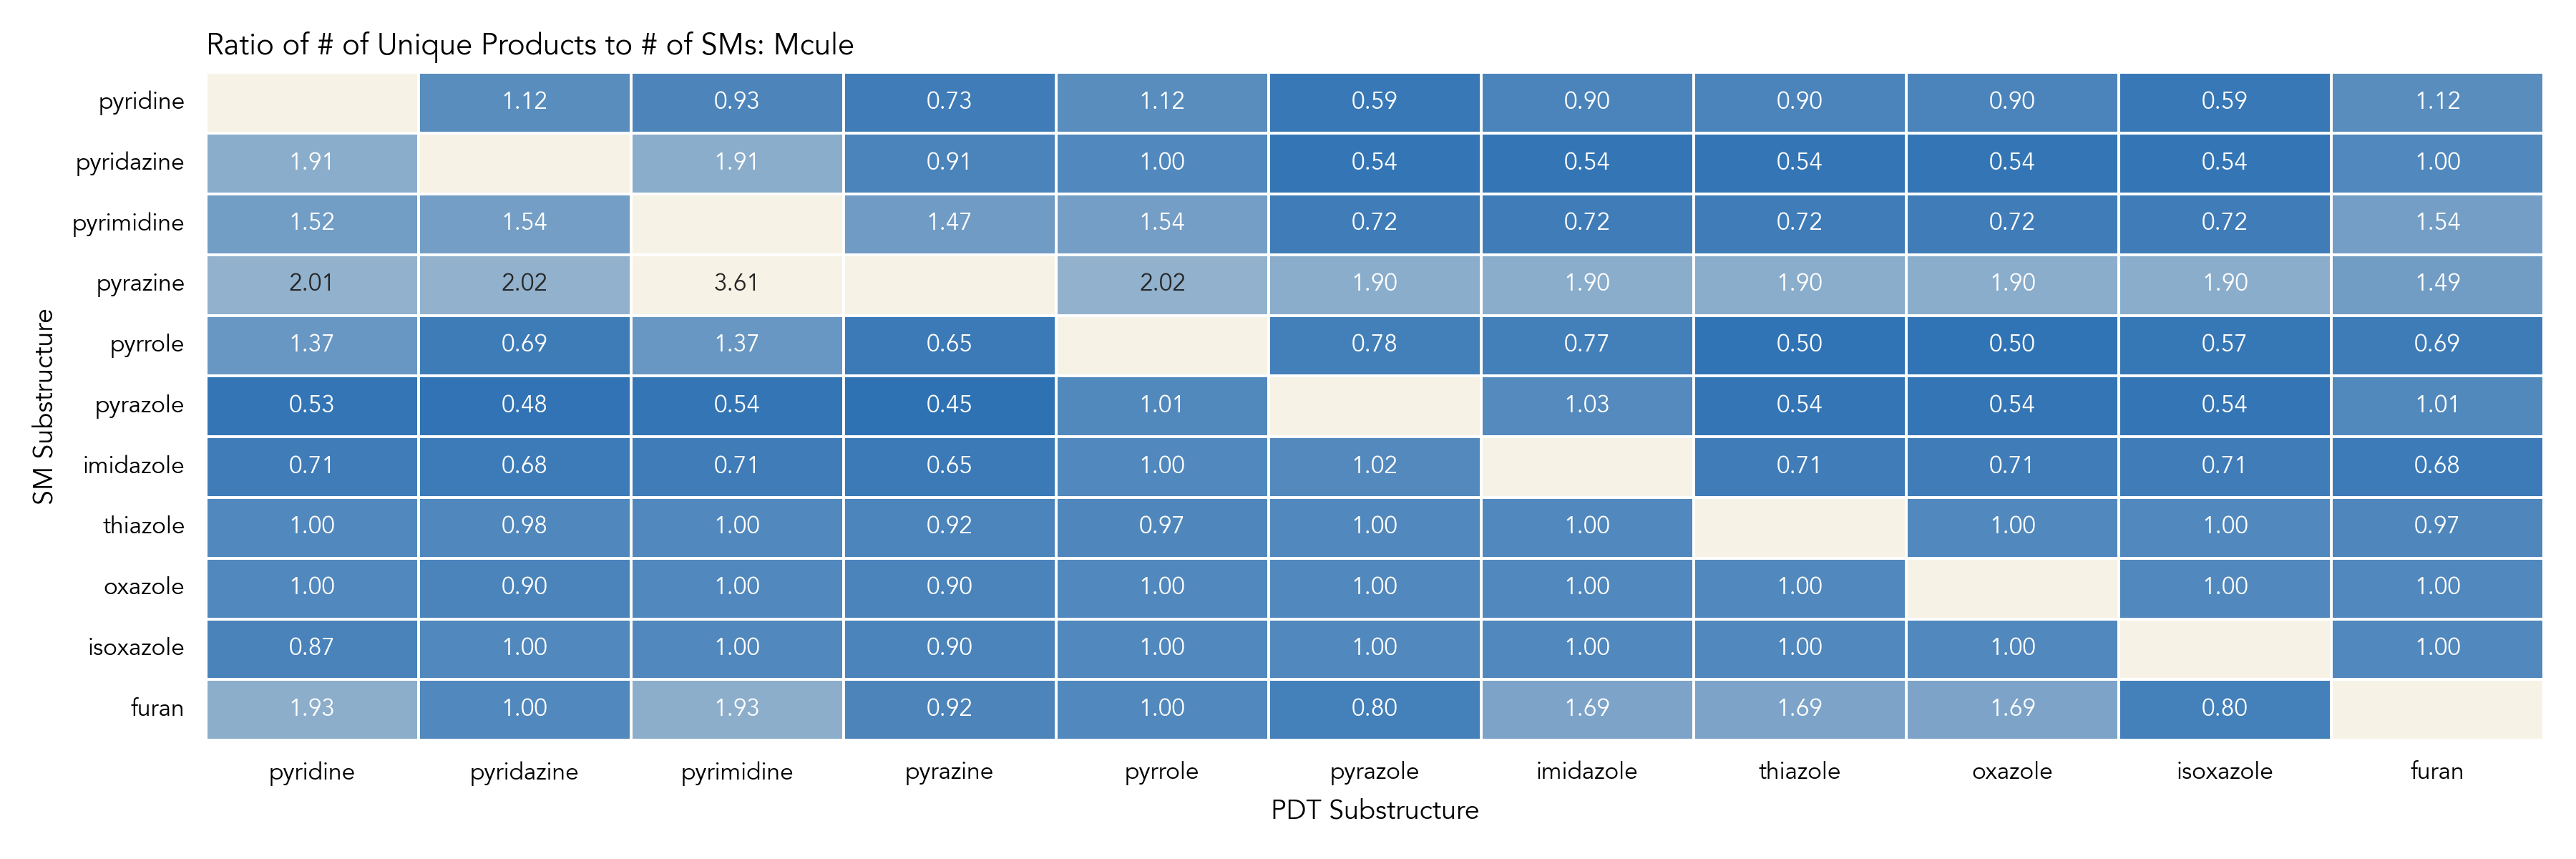 Ratio of # of Unique Products to # of SMs: Mcule
pyridine 1.12 0.93 0.73 1.12 0.59 0.90 0.90 0.90 0.59 1.12
pyridazine 1.91 1.91 0.91 1.00 0.54 0.54 0.54 0.54 0.54 1.00
pyrimidine 1.52 1.54 1.47 1.54 0.72 0.72 0.72 0.72 0.72 1.54
pyrazine 2.01 2.02 3.61 2.02 1.90 1.90 1.90 1.90 1.90 1.49
pyrrole 1.37 0.69 1.37 0.65 0.78 0.77 0.50 0.50 0.57 0.69
pyrazole 0.53 0.48 0.54 0.45 1.01 1.03 0.54 0.54 0.54 1.01
imidazole 0.71 0.68 0.71 0.65 1.00 1.02 0.71 0.71 0.71 0.68
thiazole 1.00 0.98 1.00 0.92 0.97 1.00 1.00 1.00 1.00 0.97
oxazole 1.00 0.90 1.00 0.90 1.00 1.00 1.00 1.00 1.00 1.00
isoxazole 0.87 1.00 1.00 0.90 1.00 1.00 1.00 1.00 1.00 1.00
furan 1.93 1.00 1.93 0.92 1.00 0.80 1.69 1.69 1.69 0.80
SM Substructure
pyridine pyridazine pyrimidine pyrazine pyrrole pyrazole imidazole thiazole oxazole isoxazole furan
PDT Substructure